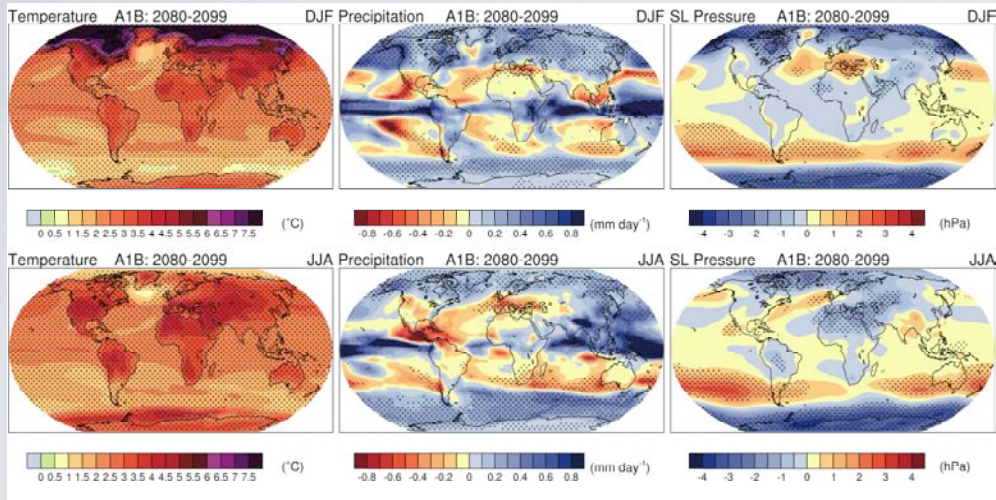 Temperature A1B: 2080-2099 DJF
Precipitation A1B: 2080-2099 DJF
SL Pressure A1B: 2080-2099 DJF
0 0.5 1 1.5 2 2.5 3 3.5 4 4.5 5 5.5 6 6.5 7 7.5 (°C)
-0.8 -0.6 -0.4 -0.2 0 0.2 0.4 0.6 0.8 (mm day⁻¹)
-4 -3 -2 -1 0 1 2 3 4 (hPa)
Temperature A1B: 2080-2099 JJA
Precipitation A1B: 2080-2099 JJA
SL Pressure A1B: 2080-2099 JJA
0 0.5 1 1.5 2 2.5 3 3.5 4 4.5 5 5.5 6 6.5 7 7.5 (°C)
-0.8 -0.6 -0.4 -0.2 0 0.2 0.4 0.6 0.8 (mm day⁻¹)
-4 -3 -2 -1 0 1 2 3 4 (hPa)